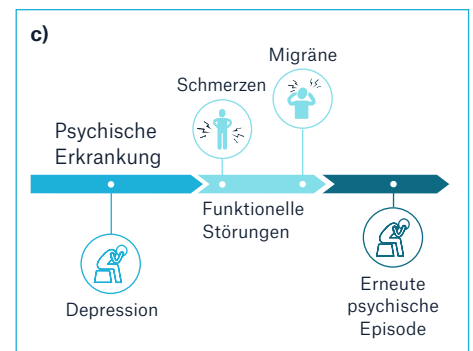 c)
Migräne
Schmerzen
Psychische
Erkrankung
Funktionelle
Störungen
Depression
Erneute
psychische
Episode